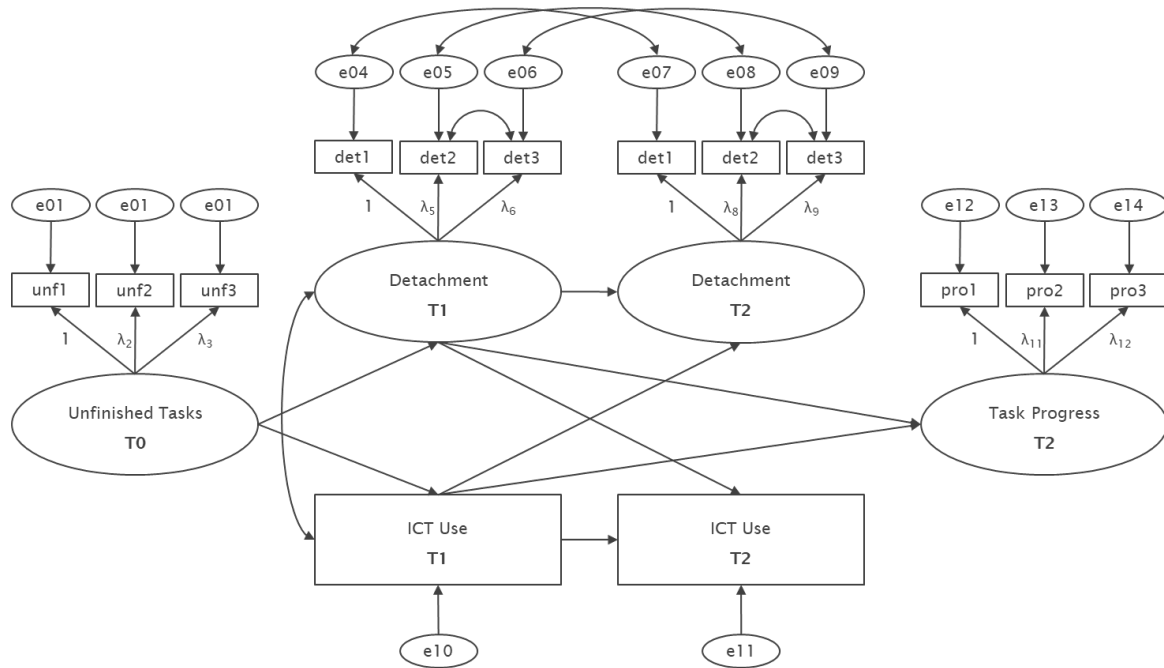 e04 e05 e06 e07 e08 e09
det1 det2 det3 det1 det2 det3
e01 e01 e01 1 λ5 λ6 1 λ8 λ9 e12 e13 e14
unf1 unf2 unf3 Detachment Detachment pro1 pro2 pro3
T1 T2
1 λ2 λ3 1 λ11 λ12
Unfinished Tasks Task Progress
T0 T2
ICT Use ICT Use
T1 T2
e10 e11